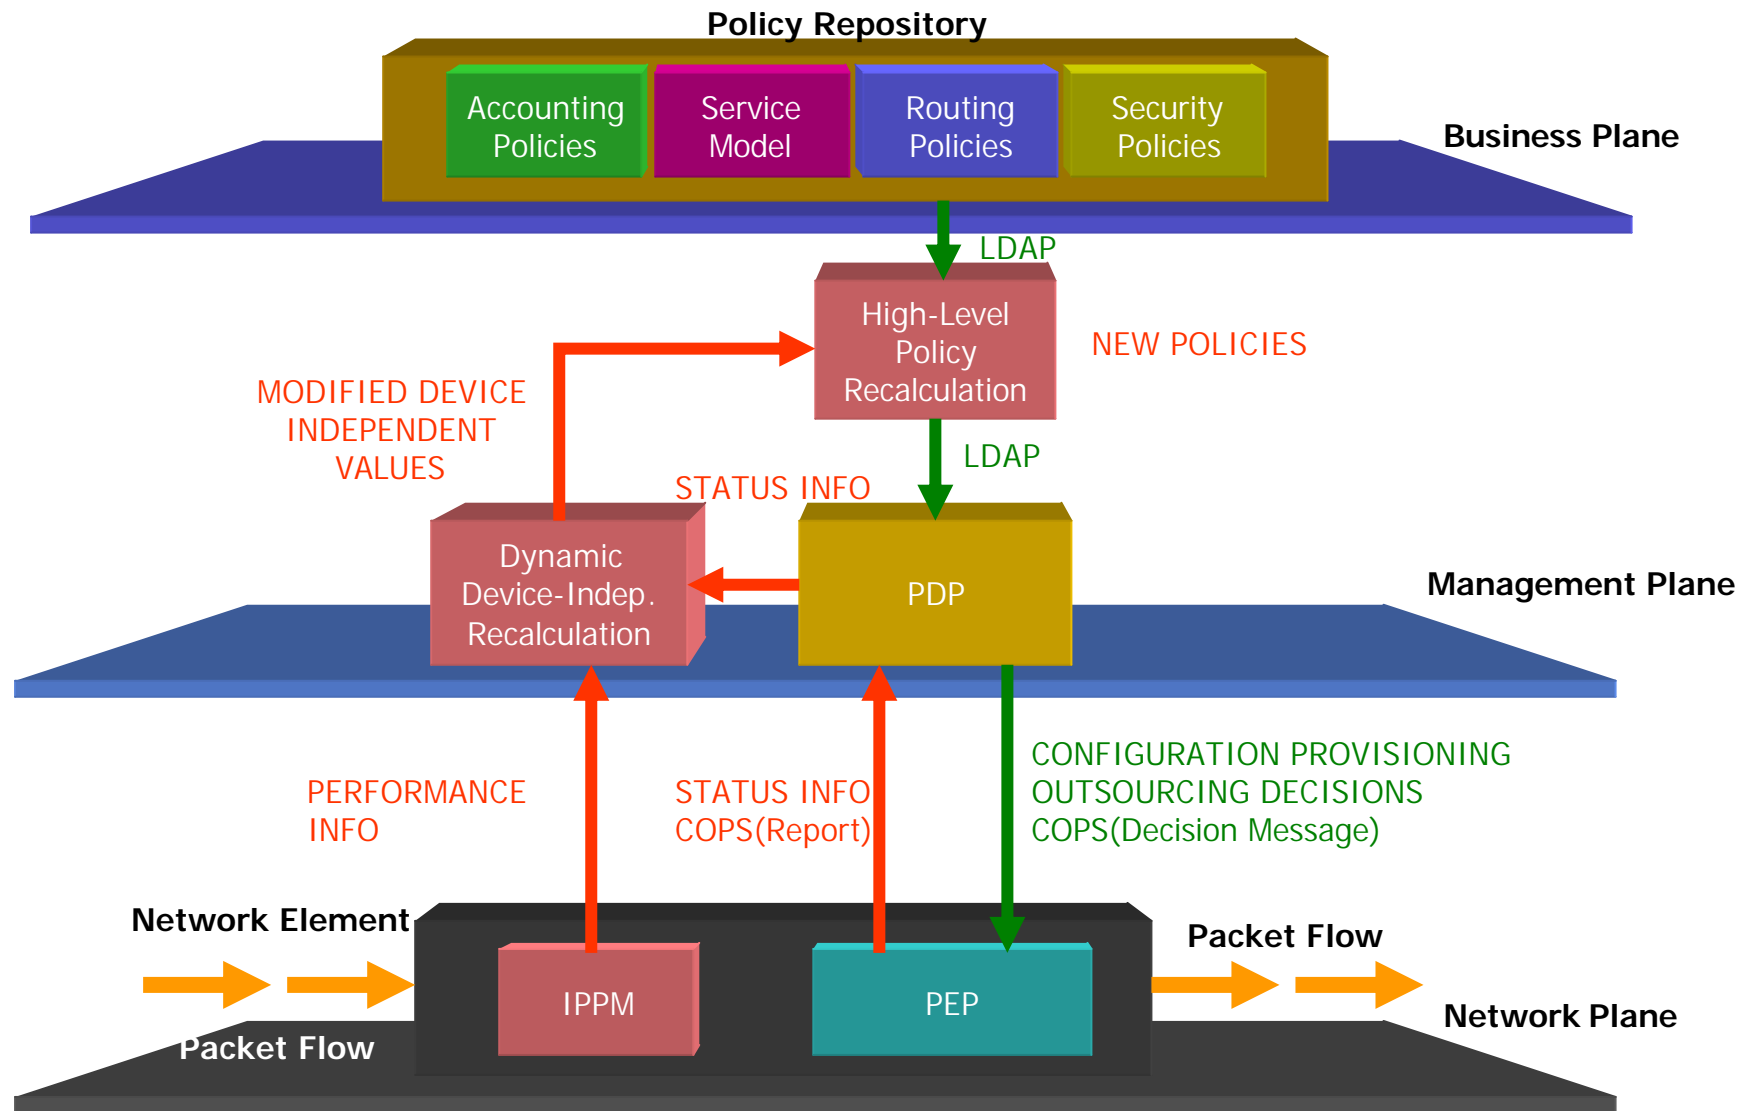 Policy Repository
Accounting
Policies
Service
Model
Routing
Policies
Security
Policies
Business Plane
LDAP
High-Level
Policy
Recalculation
NEW POLICIES
MODIFIED DEVICE
INDEPENDENT
VALUES
LDAP
STATUS INFO
Dynamic
Device-Indep.
Recalculation
PDP
Management Plane
PERFORMANCE
INFO
STATUS INFO
COPS(Report)
CONFIGURATION PROVISIONING
OUTSOURCING DECISIONS
COPS(Decision Message)
Network Element
Packet Flow
IPPM
PEP
Network Plane
Packet Flow